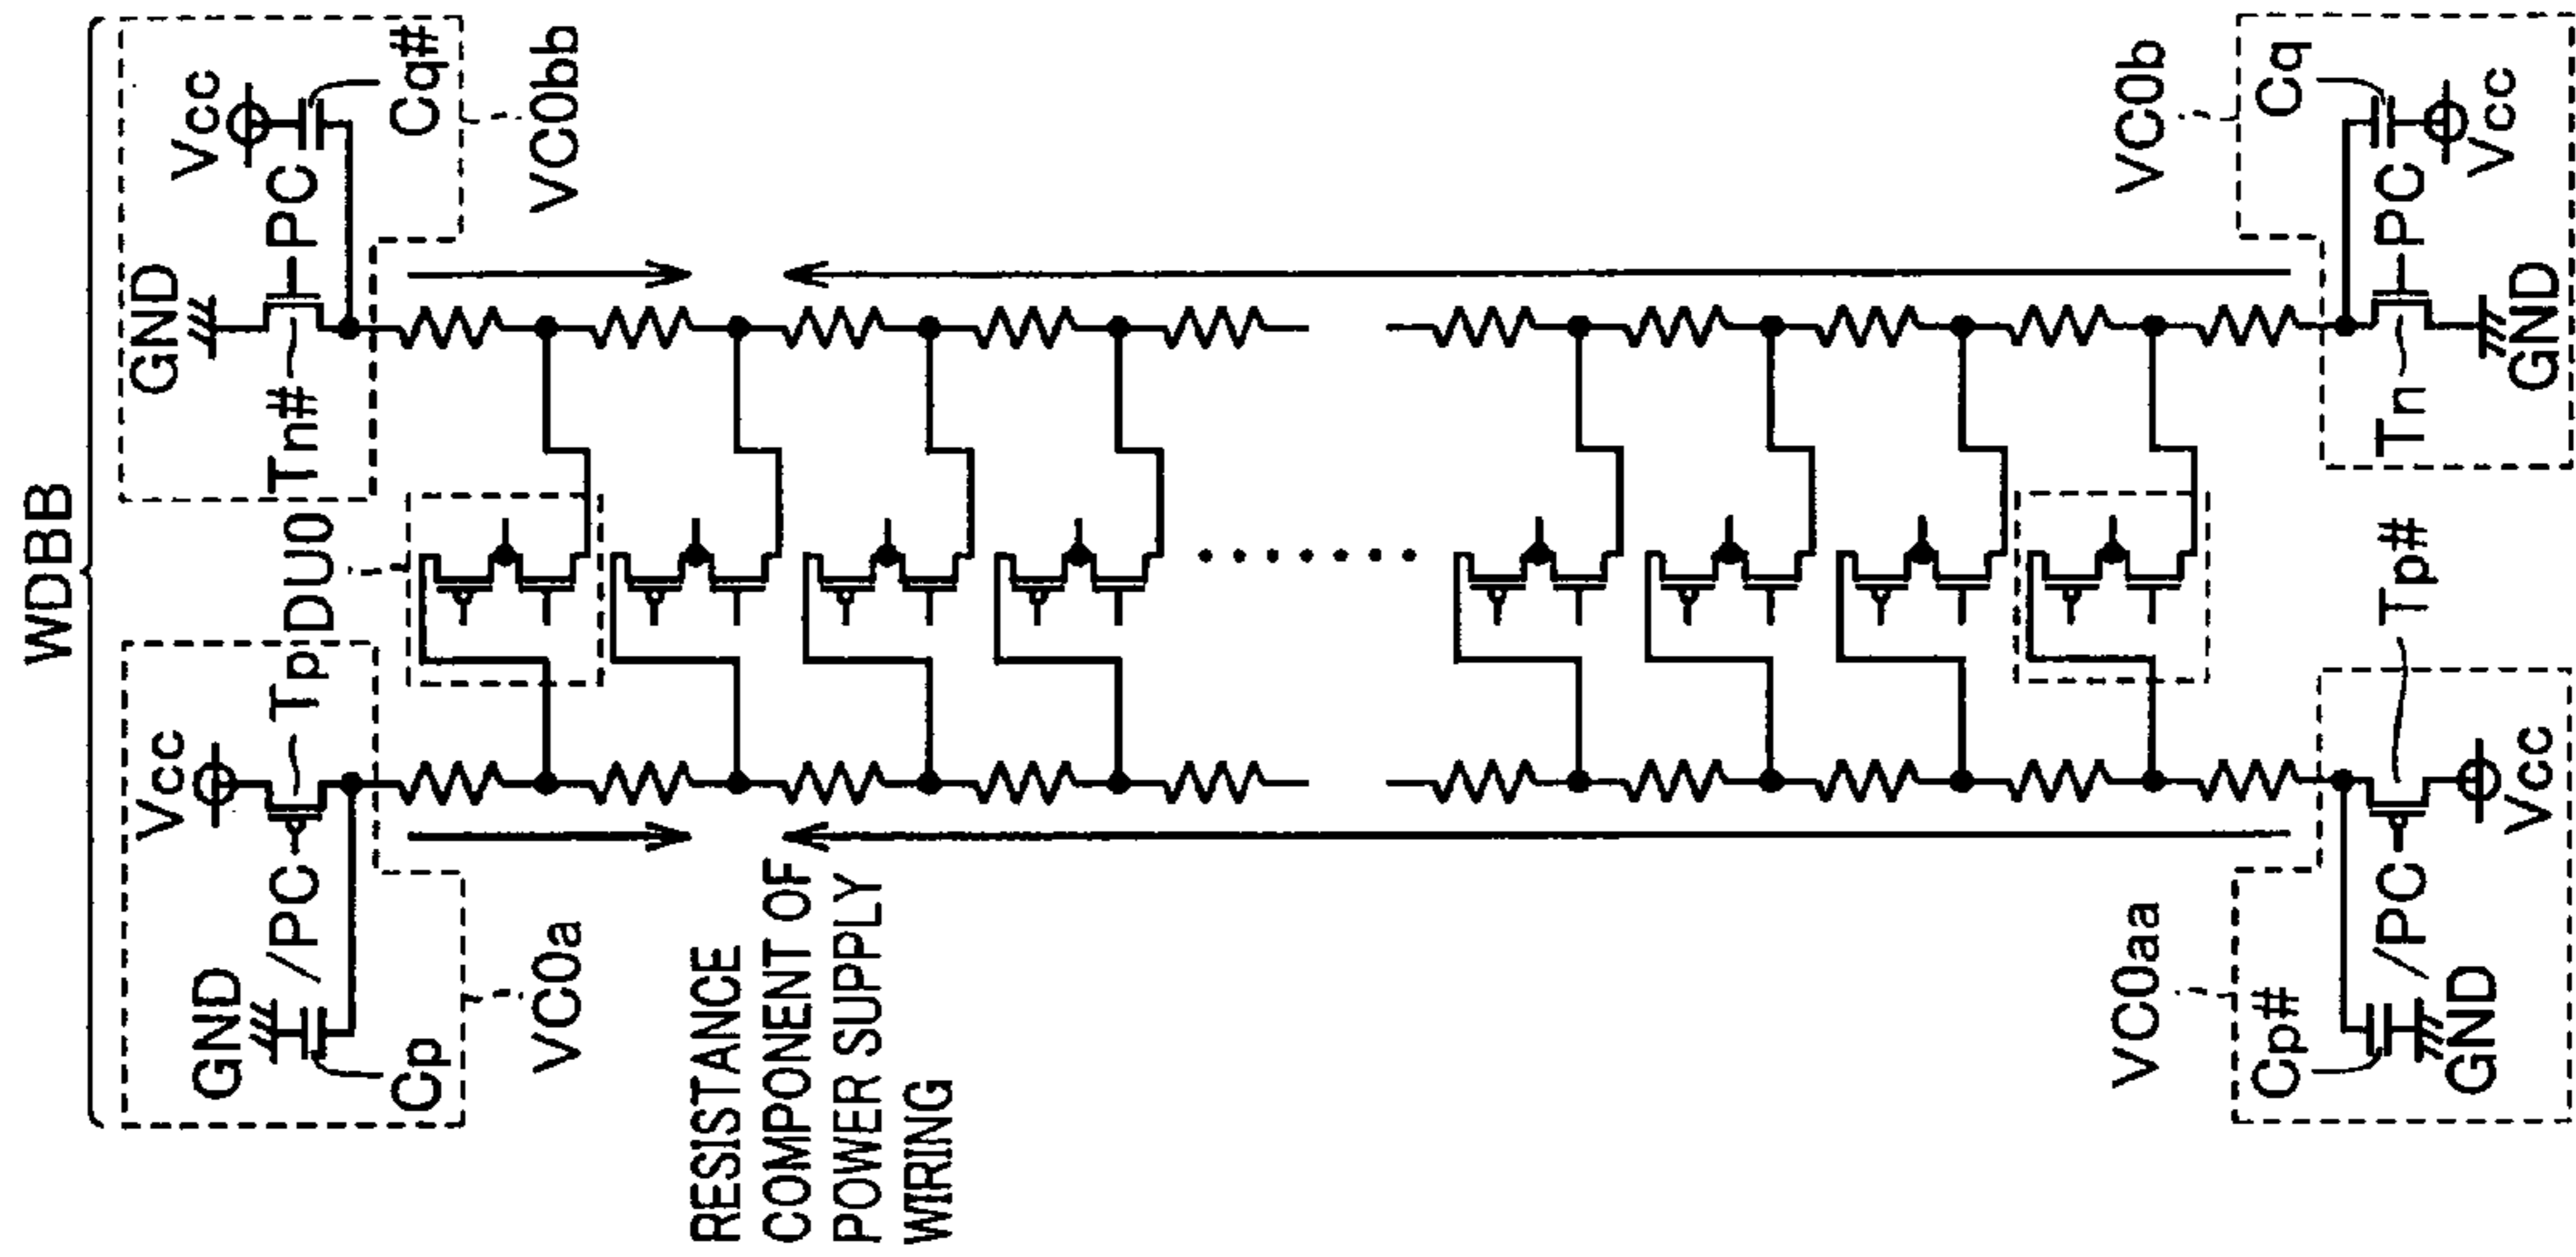 WDBB
GND
Vcc
PC
Tn#
Cq#
VC0bb
Vcc
Tp
DU0
/PC
GND
Cp
VC0a
RESISTANCE
COMPONENT OF
POWER SUPPLY
WIRING
VC0b
Cq
PC
Vcc
Tn
GND
Tp#
VC0aa
Cp#
/PC
GND
Vcc